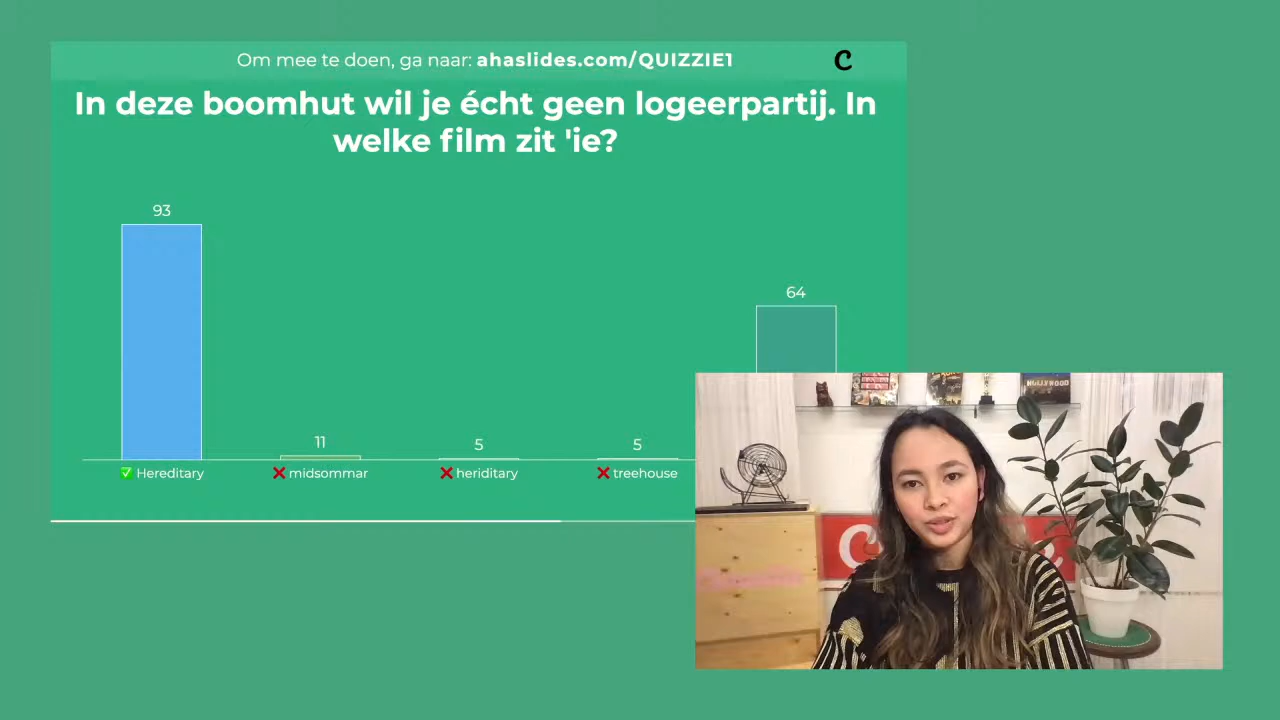 Om mee te doen, ga naar: ahaslides.com/QUIZZIE1
C
In deze boomhut wil je écht geen logeerpartij. In
welke film zit 'ie?
93
11
5
5
64
✅ Hereditary
❌ midsommar
❌ heriditary
❌ treehouse
HOLLYWOOD